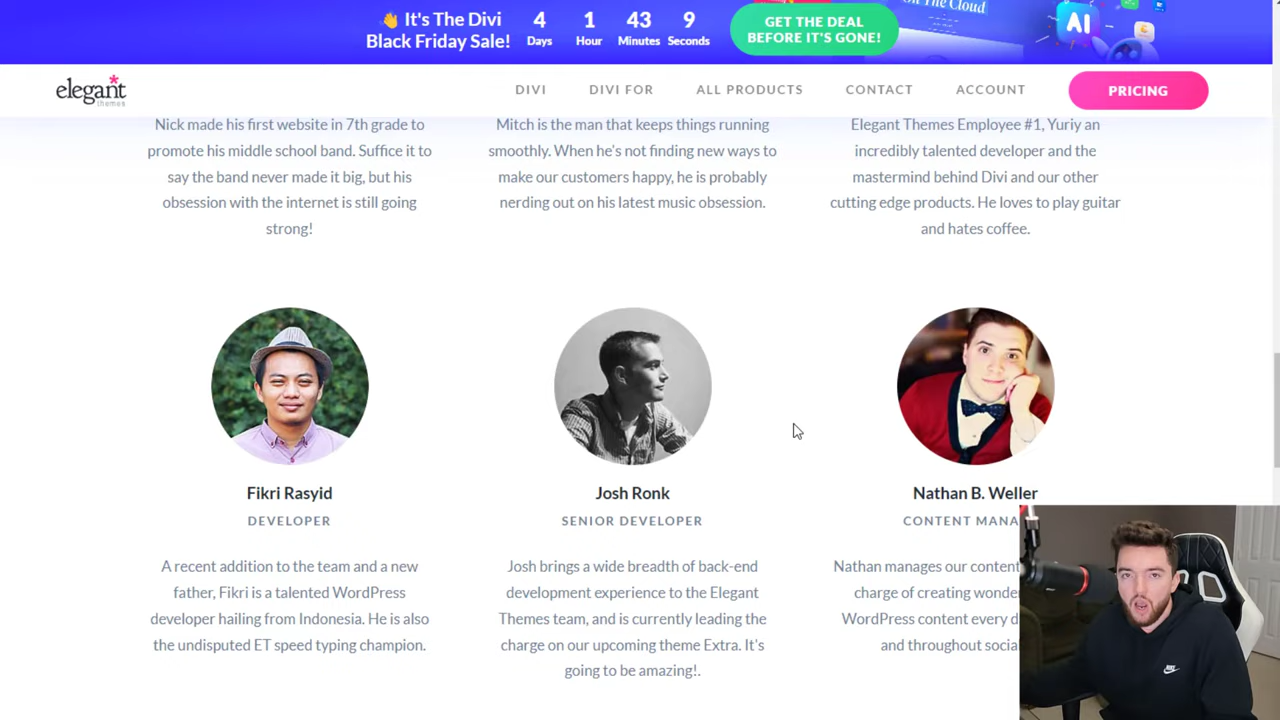 👋 It's The Divi
Black Friday Sale!
4 1 43 9
Days Hour Minutes Seconds
GET THE DEAL
BEFORE IT'S GONE!
On The Cloud
AI
elegant
themes
DIVI DIVI FOR ALL PRODUCTS CONTACT ACCOUNT PRICING
Nick made his first website in 7th grade to
promote his middle school band. Suffice it to
say the band never made it big, but his
obsession with the internet is still going
strong!
Mitch is the man that keeps things running
smoothly. When he's not finding new ways to
make our customers happy, he is probably
nerding out on his latest music obsession.
Elegant Themes Employee #1, Yuriy an
incredibly talented developer and the
mastermind behind Divi and our other
cutting edge products. He loves to play guitar
and hates coffee.
Fikri Rasyid
DEVELOPER
A recent addition to the team and a new
father, Fikri is a talented WordPress
developer hailing from Indonesia. He is also
the undisputed ET speed typing champion.
Josh Ronk
SENIOR DEVELOPER
Josh brings a wide breadth of back-end
development experience to the Elegant
Themes team, and is currently leading the
charge on our upcoming theme Extra. It's
going to be amazing!.
Nathan B. Weller
CONTENT MANA
Nathan manages our content
charge of creating wonde
WordPress content every d
and throughout socia